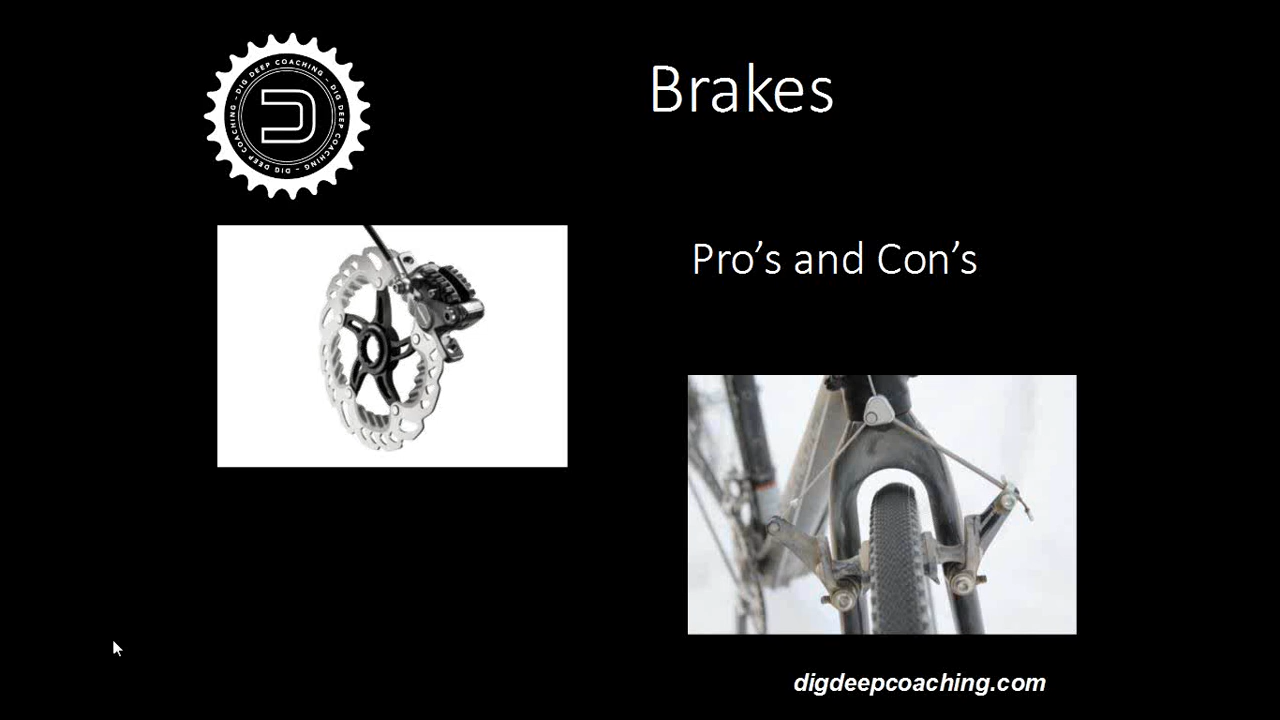 DIG DEEP COACHING - DIG DEEP COACHING - DIG DEEP COACHING -
D
Brakes
Pro’s and Con’s
digdeepcoaching.com